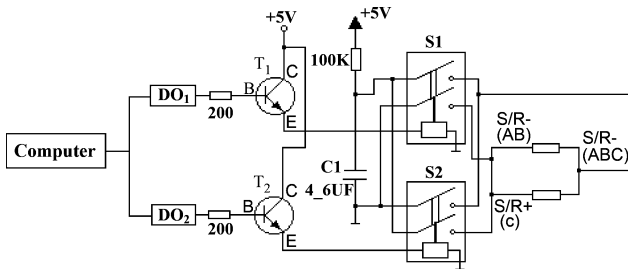 +5V
+5V
S1
T1
C
100K
DO1
B
200
E
S/R-
(AB)
S/R-
(ABC)
Computer
C1
4_6UF
S2
T2
C
S/R+
(c)
DO2
B
200
E